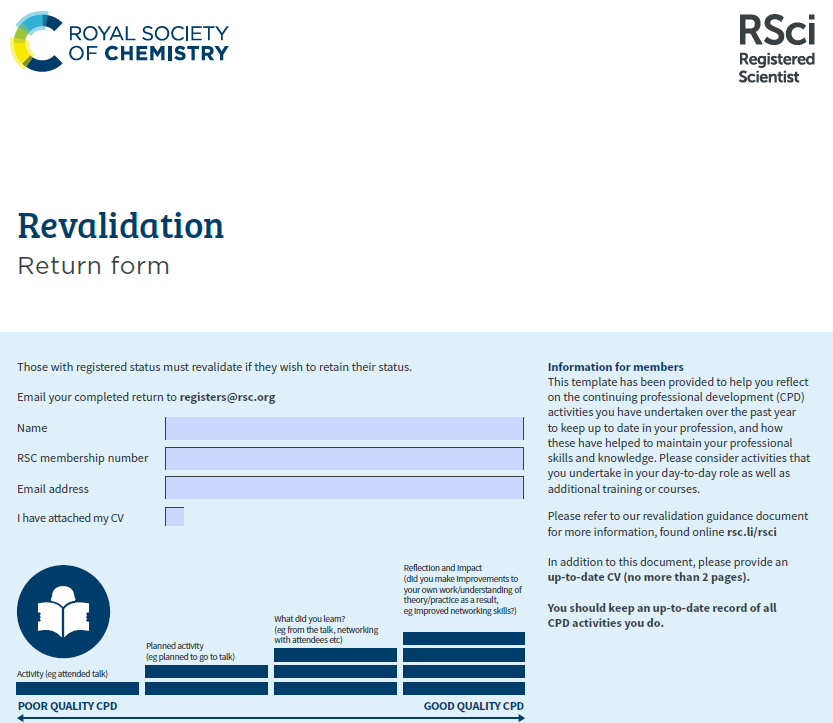 ROYAL SOCIETY
OF CHEMISTRY
RSci
Registered
Scientist
Revalidation
Return form
Those with registered status must revalidate if they wish to retain their status.
Email your completed return to registers@rsc.org
Name
RSC membership number
Email address
I have attached my CV
Information for members
This template has been provided to help you reflect
on the continuing professional development (CPD)
activities you have undertaken over the past year
to keep up to date in your profession, and how
these have helped to maintain your professional
skills and knowledge. Please consider activities that
you undertake in your day-to-day role as well as
additional training or courses.
Please refer to our revalidation guidance document
for more information, found online rsc.li/rsci
In addition to this document, please provide an
up-to-date CV (no more than 2 pages).
You should keep an up-to-date record of all
CPD activities you do.
Activity (eg attended talk)
Planned activity
(eg planned to go to talk)
What did you learn?
(eg from the talk, networking
with attendees etc)
Reflection and Impact
(did you make improvements to
your own work/understanding of
theory/practice as a result,
eg improved networking skills?)
POOR QUALITY CPD
GOOD QUALITY CPD